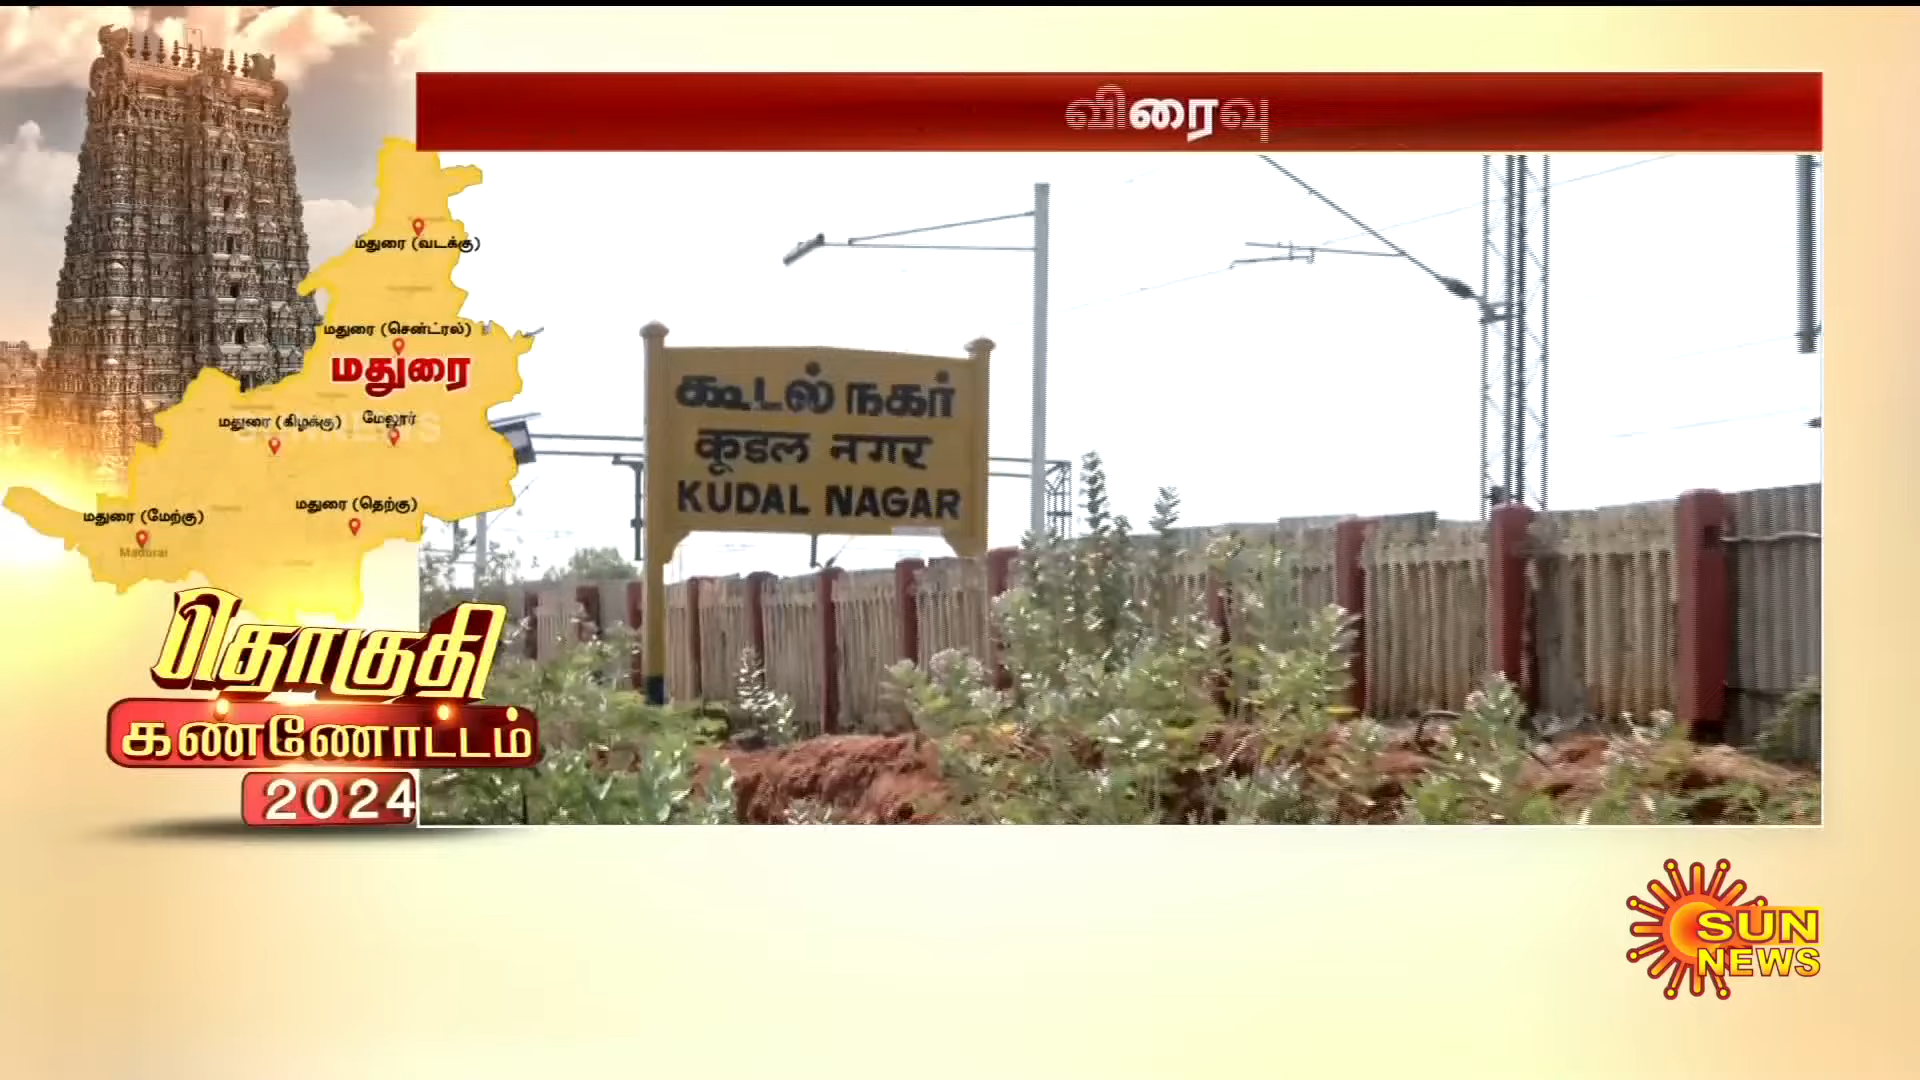 விரைவு
மதுரை (வடக்கு)
மதுரை (சென்ட்ரல்)
மதுரை
மதுரை (கிழக்கு)
மேலூர்
மதுரை (மேற்கு)
மதுரை (தெற்கு)
Madurai
கூடல் நகர்
कूडल नगर
KUDAL NAGAR
தொகுதி
கண்ணோட்டம்
2024
SUN
NEWS